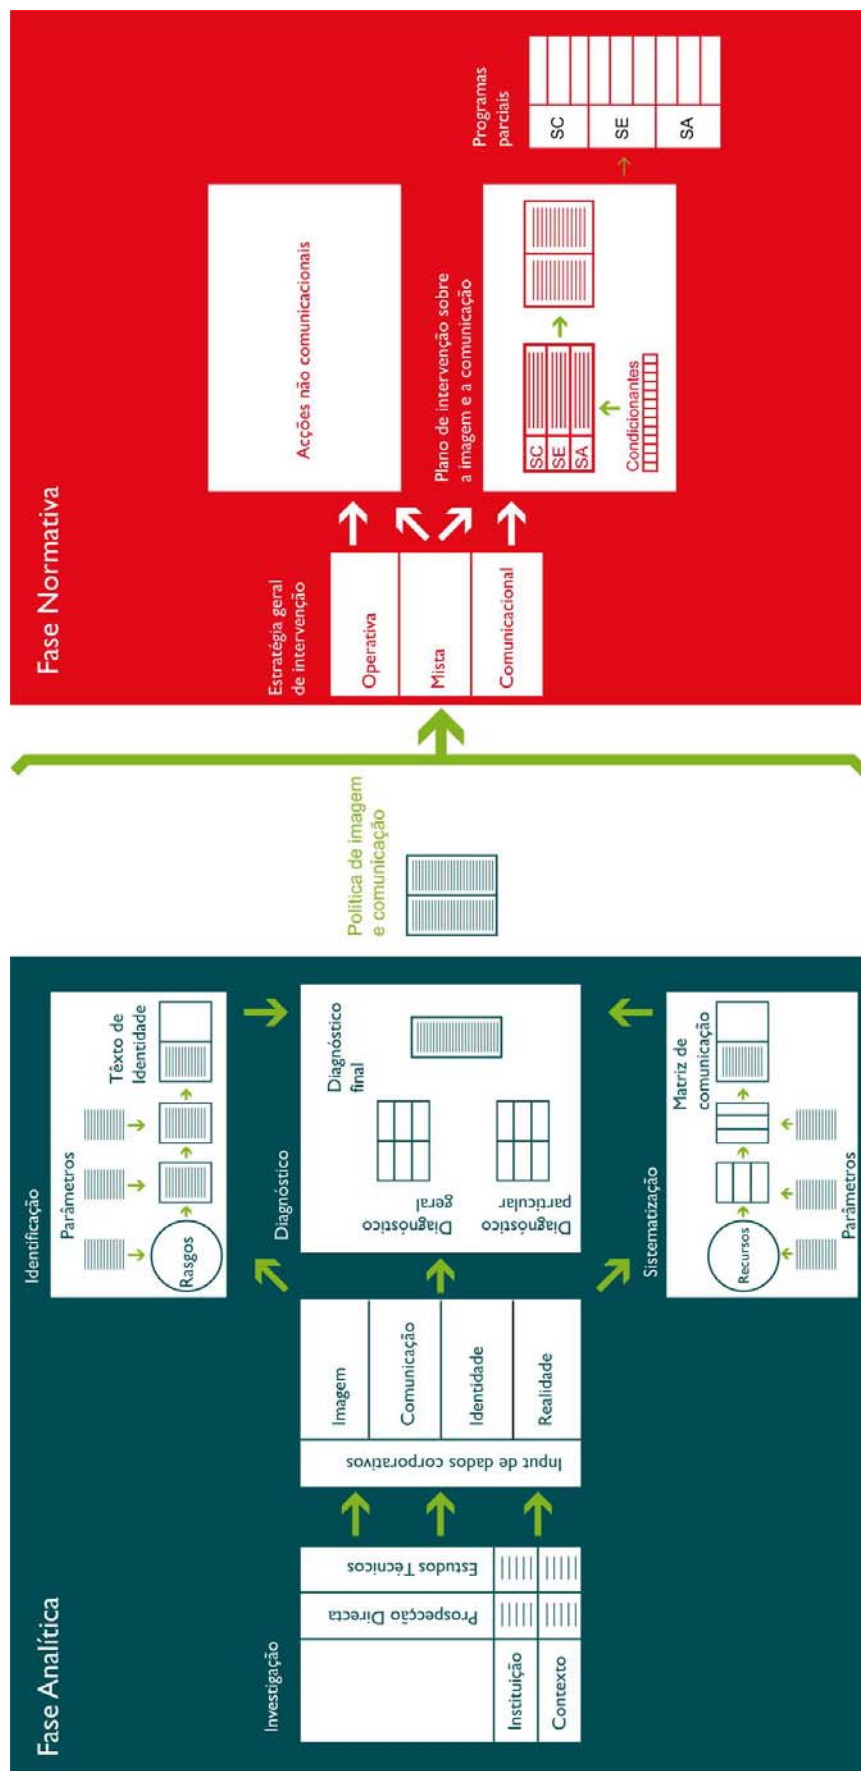 Fase Analítica
Investigação
Prospecção Directa
Estudos Técnicos
Instituição
Contexto
Input de dados corporativos
Imagem
Comunicação
Identidade
Realidade
Identificação
Parâmetros
Rasgos
Têxto de
Identidade
Diagnóstico
Diagnóstico
geral
Diagnóstico
particular
Diagnóstico
final
Sistematização
Recursos
Matriz de
comunicação
Parâmetros
Política de imagem
e comunicação
Fase Normativa
Estratégia geral
de intervenção
Operativa
Mista
Comunicacional
Acções não comunicacionais
Plano de intervenção sobre
a imagem e a comunicação
SC
SE
SA
Condicionantes
Programas
parciais
SC
SE
SA